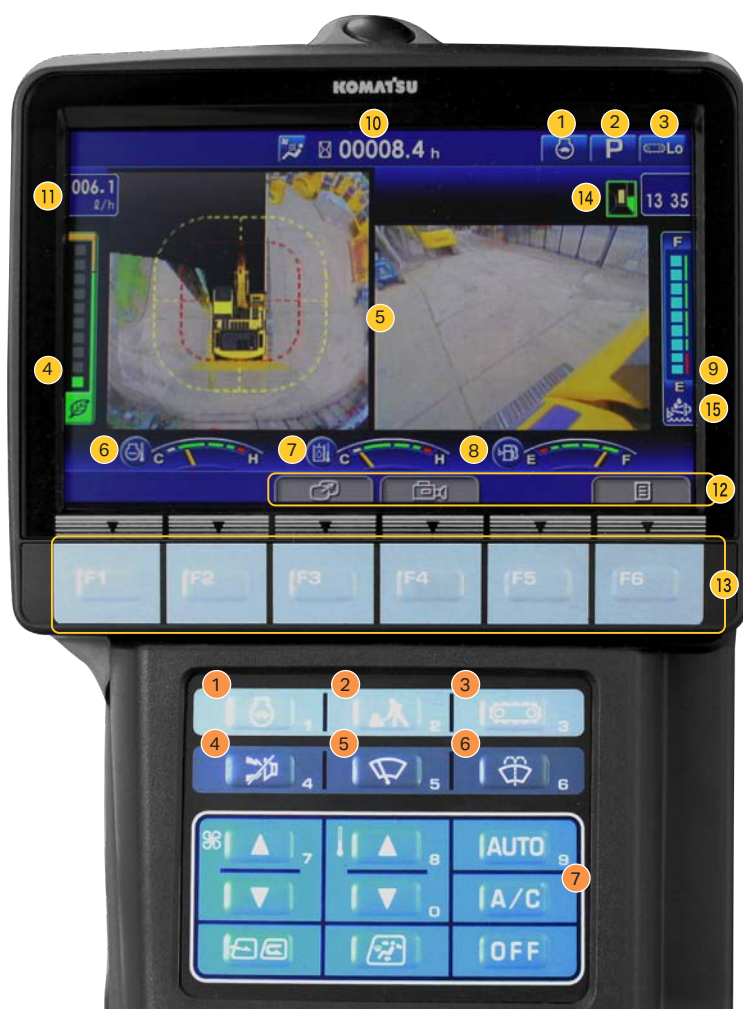 KOMATSU
10 1 2 3
00008.4 h P Lo
11 006.1 ℓ/h 14 13 35
F
5
4 9
E
15
6 C H 7 C H 8 E F
12
F1 F2 F3 F4 F5 F6 13
1 2 3
1 2 3
4 5 6
4 5 6
7 8 AUTO 9
7
0 A/C
OFF